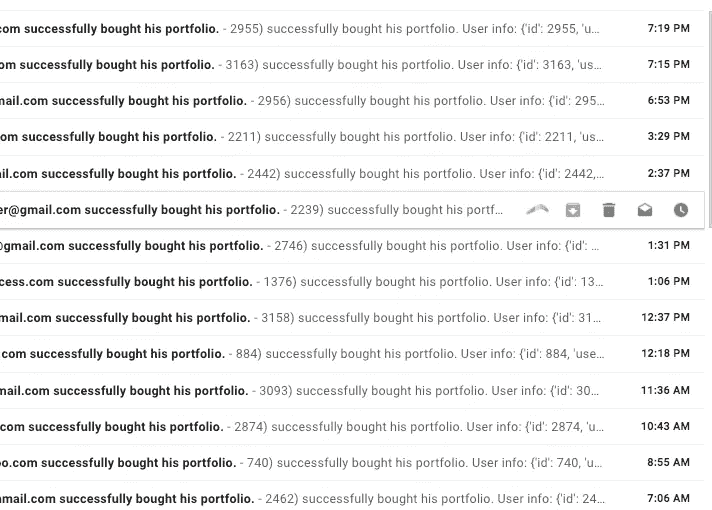 com successfully bought his portfolio. - 2955) successfully bought his portfolio. User info: {'id': 2955, 'u... 7:19 PM
om successfully bought his portfolio. - 3163) successfully bought his portfolio. User info: {'id': 3163, 'us... 7:15 PM
mail.com successfully bought his portfolio. - 2956) successfully bought his portfolio. User info: {'id': 295... 6:53 PM
om successfully bought his portfolio. - 2211) successfully bought his portfolio. User info: {'id': 2211, 'us... 3:29 PM
ail.com successfully bought his portfolio. - 2442) successfully bought his portfolio. User info: {'id': 2442,... 2:37 PM
er@gmail.com successfully bought his portfolio. - 2239) successfully bought his portf...
@gmail.com successfully bought his portfolio. - 2746) successfully bought his portfolio. User info: {'id': ... 1:31 PM
cess.com successfully bought his portfolio. - 1376) successfully bought his portfolio. User info: {'id': 13... 1:06 PM
mail.com successfully bought his portfolio. - 3158) successfully bought his portfolio. User info: {'id': 31... 12:37 PM
.com successfully bought his portfolio. - 884) successfully bought his portfolio. User info: {'id': 884, 'use... 12:18 PM
mail.com successfully bought his portfolio. - 3093) successfully bought his portfolio. User info: {'id': 30... 11:36 AM
com successfully bought his portfolio. - 2874) successfully bought his portfolio. User info: {'id': 2874, 'u... 10:43 AM
oo.com successfully bought his portfolio. - 740) successfully bought his portfolio. User info: {'id': 740, 'u... 8:55 AM
mail.com successfully bought his portfolio. - 2462) successfully bought his portfolio. User info: {'id': 24... 7:06 AM